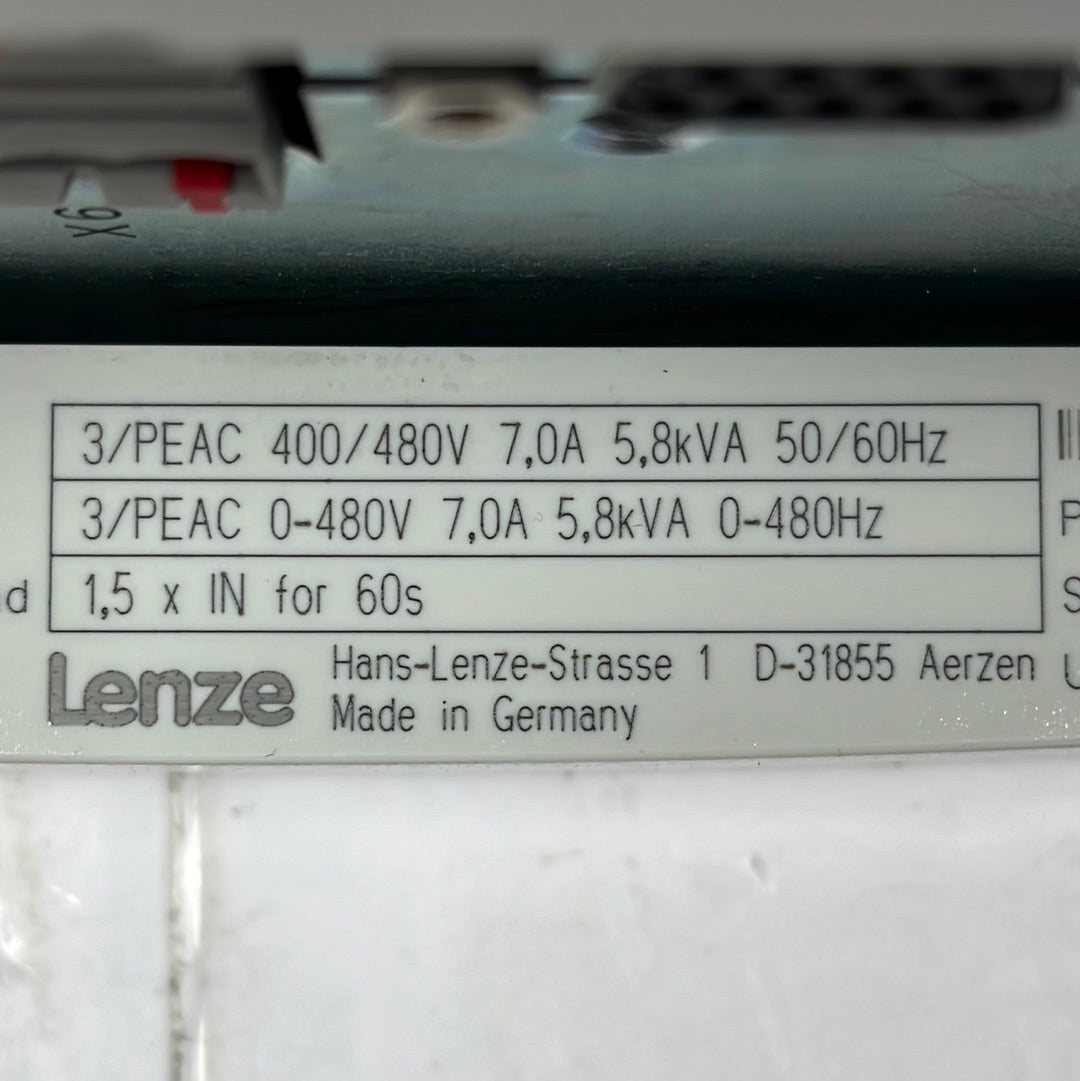 X6
3/PEAC 400/480V 7,0A 5,8kVA 50/60Hz
3/PEAC 0-480V 7,0A 5,8kVA 0-480Hz
1,5 x IN for 60s
Lenze
Hans-Lenze-Strasse 1 D-31855 Aerzen
Made in Germany